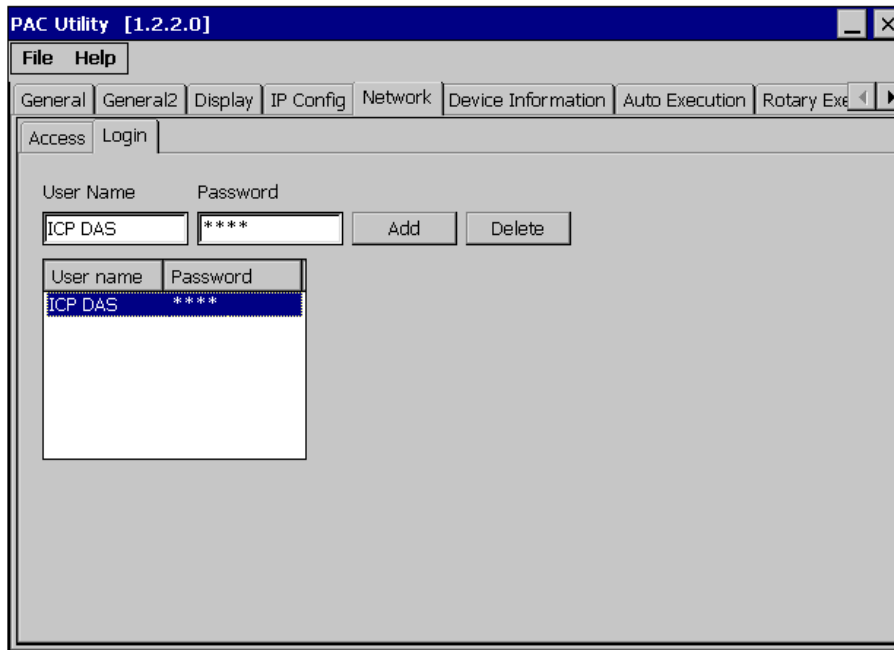 PAC Utility [1.2.2.0]
File Help
General General2 Display IP Config Network Device Information Auto Execution Rotary Exe
Access Login
User Name Password
ICP DAS **** Add Delete
User name Password
ICP DAS ****